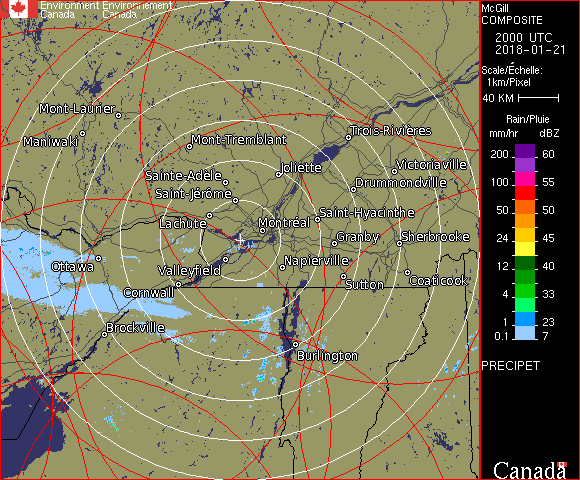 Environment Environnement
Canada Canada
McGill
COMPOSITE
2000 UTC
2018-01-21
Scale/Échelle:
1km/Pixel
40 KM
Rain/Pluie
mm/hr dBZ
200 60
55
100 55
50 50
24 45
12 40
4 33
1 23
0.1 7
PRECIPET
Canada
Mont-Laurier
Maniwaki
Mont-Tremblant
Trois-Rivières
Victoriaville
Joliette
Sainte-Adèle
Drummondville
Saint-Jérôme
Lachute
Montréal
Saint-Hyacinthe
Granby
Sherbrooke
Ottawa
Valleyfield
Napierville
Cornwall
Sutton
Coaticook
Brockville
Burlington